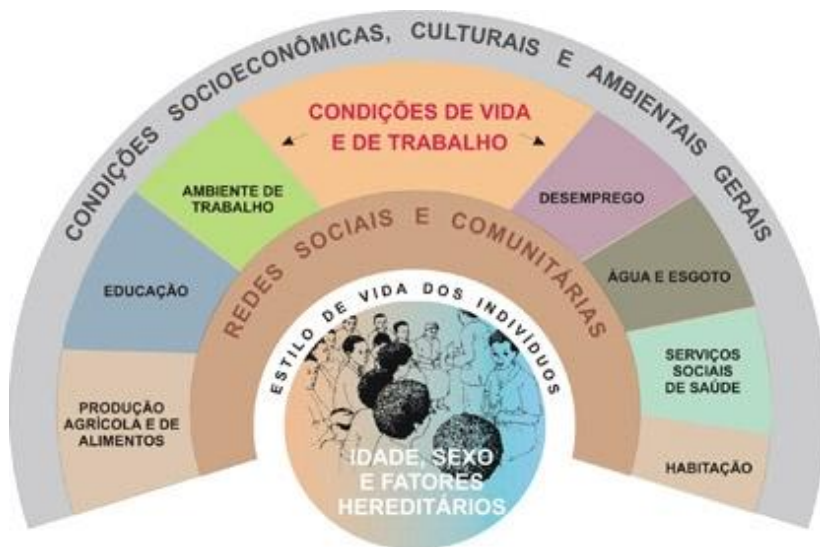 CONDIÇÕES SOCIOECONÔMICAS, CULTURAIS E AMBIENTAIS GERAIS
CONDIÇÕES DE VIDA
E DE TRABALHO
AMBIENTE DE
TRABALHO
DESEMPREGO
EDUCAÇÃO
ÁGUA E ESGOTO
PRODUÇÃO
AGRÍCOLA E DE
ALIMENTOS
SERVIÇOS
SOCIAIS
DE SAÚDE
HABITAÇÃO
REDES SOCIAIS E COMUNITÁRIAS
ESTILO DE VIDA DOS INDIVÍDUOS
IDADE, SEXO
E FATORES
HEREDITÁRIOS